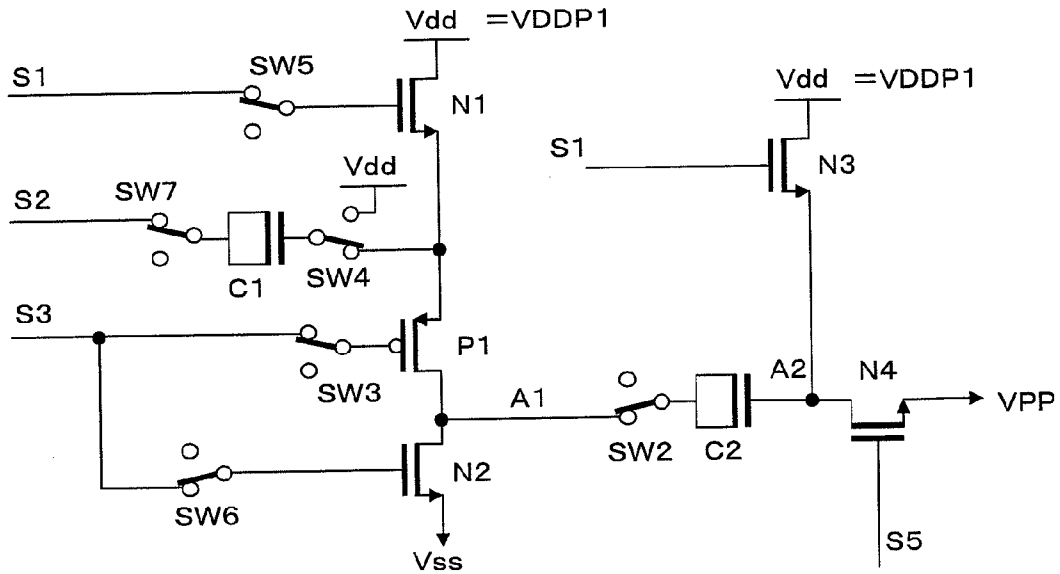 Vdd =VDDP1
SW5
S1
N1
Vdd =VDDP1
S1
N3
Vdd
SW7
S2
C1
SW4
S3
P1
SW3
A1
A2
N4
VPP
SW2
C2
N2
SW6
Vss
S5